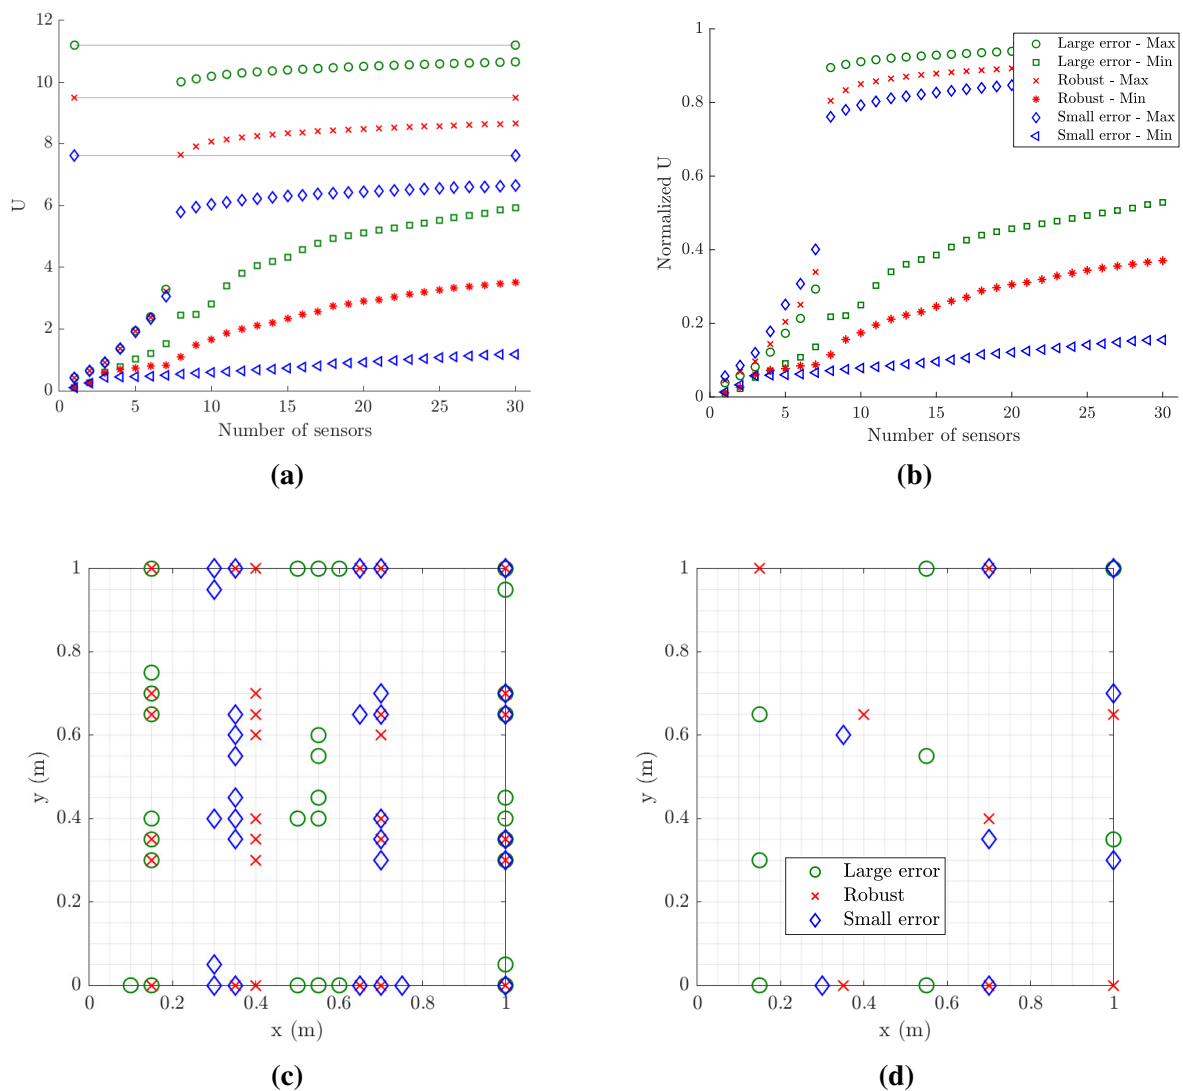 12
10
8
6
4
2
0
U
0
5
10
15
20
25
30
Number of sensors
(a)
1
0.8
0.6
0.4
0.2
0
Normalized U
Large error - Max
Large error - Min
Robust - Max
Robust - Min
Small error - Max
Small error - Min
0
5
10
15
20
25
30
Number of sensors
(b)
1
0.8
0.6
0.4
0.2
0
y (m)
0
0.2
0.4
0.6
0.8
1
x (m)
(c)
1
0.8
0.6
0.4
0.2
0
y (m)
Large error
Robust
Small error
0
0.2
0.4
0.6
0.8
1
x (m)
(d)